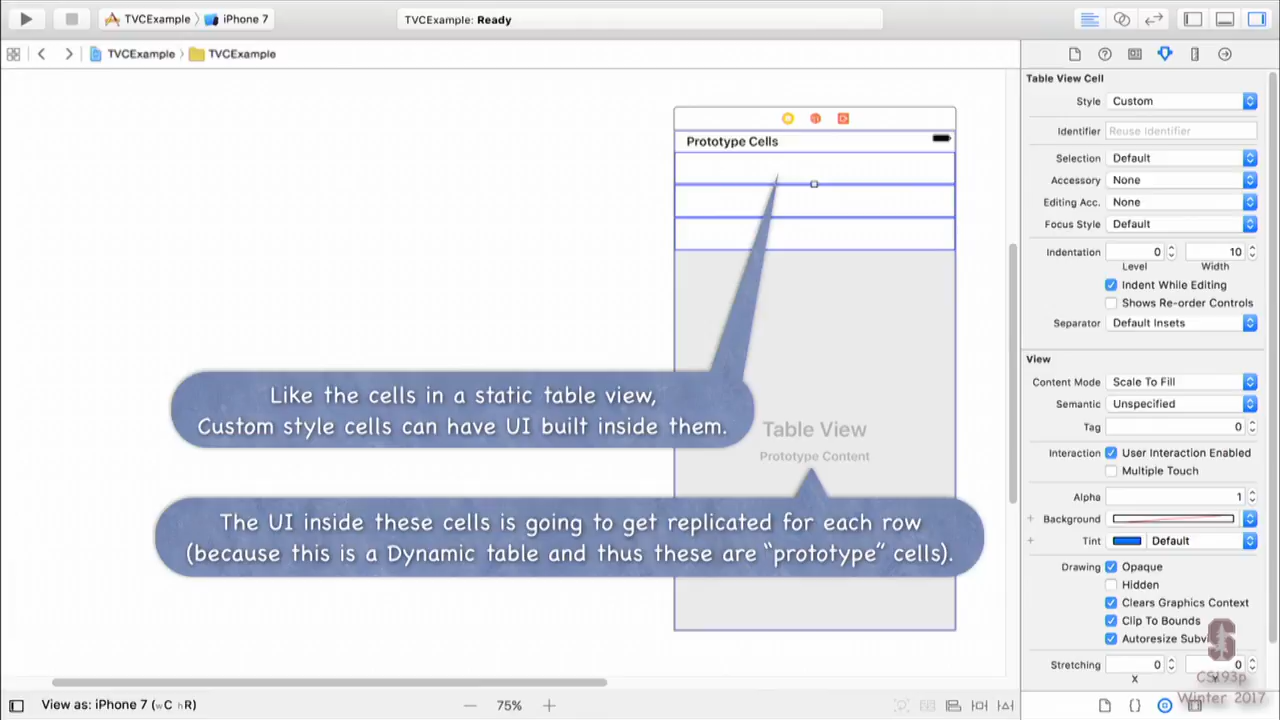 TVCExample
iPhone 7
TVCExample: Ready
TVCExample
TVCExample
Table View Cell
Style
Custom
Identifier
Reuse Identifier
Selection
Default
Accessory
None
Editing Acc.
None
Focus Style
Default
Indentation
0
10
Level
Width
Indent While Editing
Shows Re-order Controls
Separator
Default Insets
View
Content Mode
Scale To Fill
Semantic
Unspecified
Tag
0
Interaction
User Interaction Enabled
Multiple Touch
Alpha
1
Background
Tint
Default
Drawing
Opaque
Hidden
Clears Graphics Context
Clip To Bounds
Autoresize Subvi
Stretching
0
0
X
Y
Prototype Cells
Like the cells in a static table view,
Custom style cells can have UI built inside them.
Table View
Prototype Content
The UI inside these cells is going to get replicated for each row
(because this is a Dynamic table and thus these are “prototype” cells).
View as: iPhone 7 (wC hR)
75%
CS193p
Winter 2017